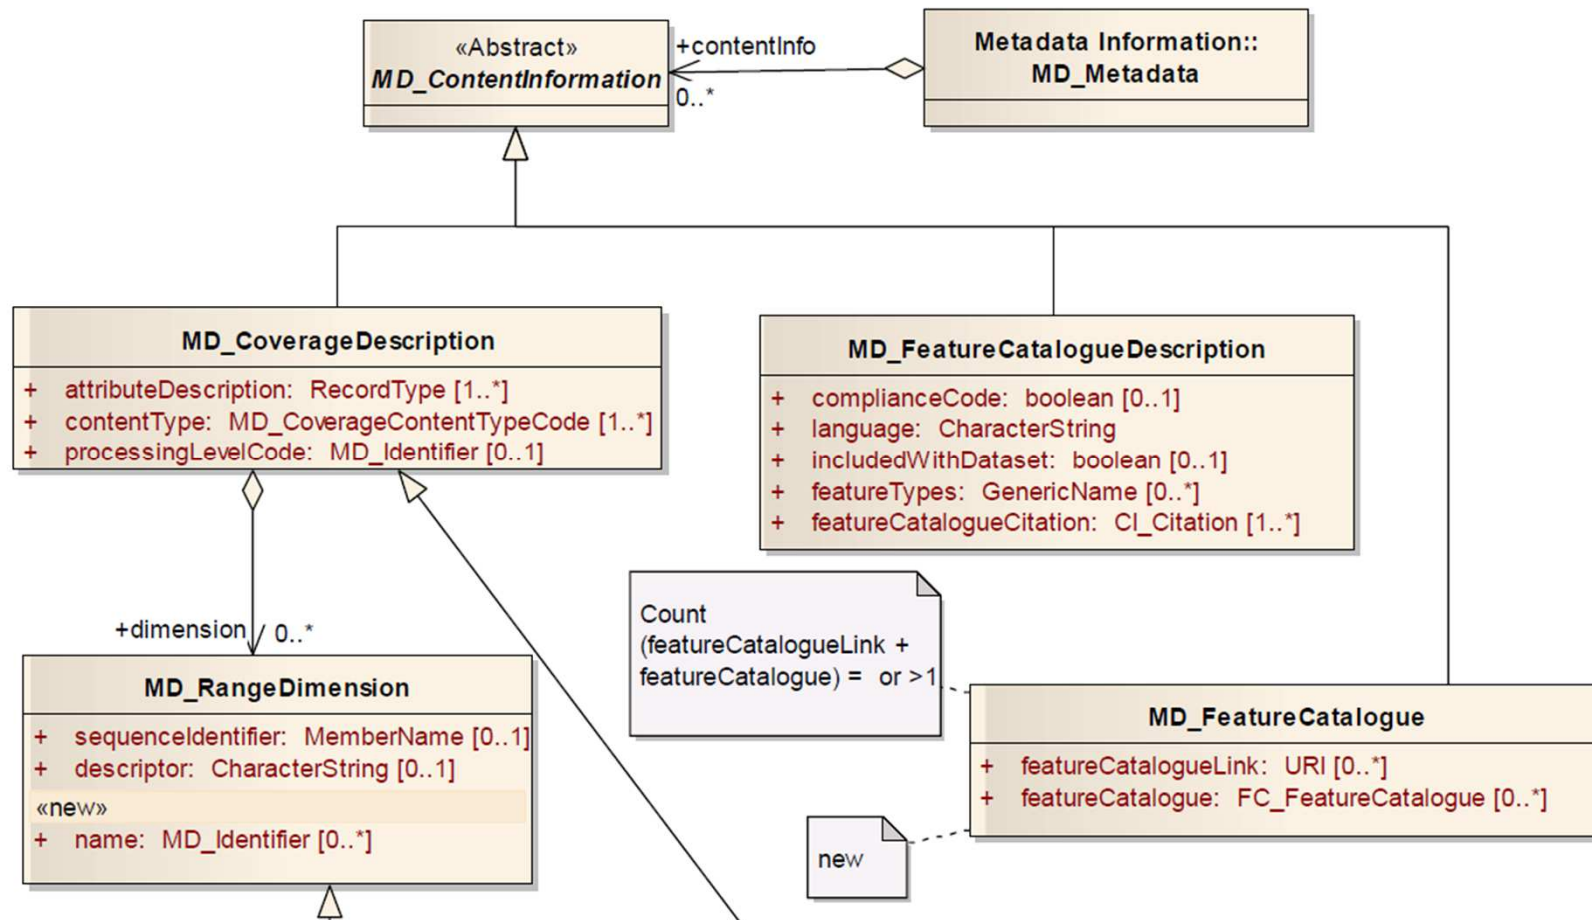 «Abstract»
MD_ContentInformation
+contentInfo
0..*
Metadata Information::
MD_Metadata
MD_CoverageDescription
+ attributeDescription: RecordType [1..*]
+ contentType: MD_CoverageContentTypeCode [1..*]
+ processingLevelCode: MD_Identifier [0..1]
MD_FeatureCatalogueDescription
+ complianceCode: boolean [0..1]
+ language: CharacterString
+ includedWithDataset: boolean [0..1]
+ featureTypes: GenericName [0..*]
+ featureCatalogueCitation: CI_Citation [1..*]
+dimension
0..*
Count
(featureCatalogueLink +
featureCatalogue) = or >1
MD_RangeDimension
+ sequenceIdentifier: MemberName [0..1]
+ descriptor: CharacterString [0..1]
«new»
+ name: MD_Identifier [0..*]
MD_FeatureCatalogue
+ featureCatalogueLink: URI [0..*]
+ featureCatalogue: FC_FeatureCatalogue [0..*]
new